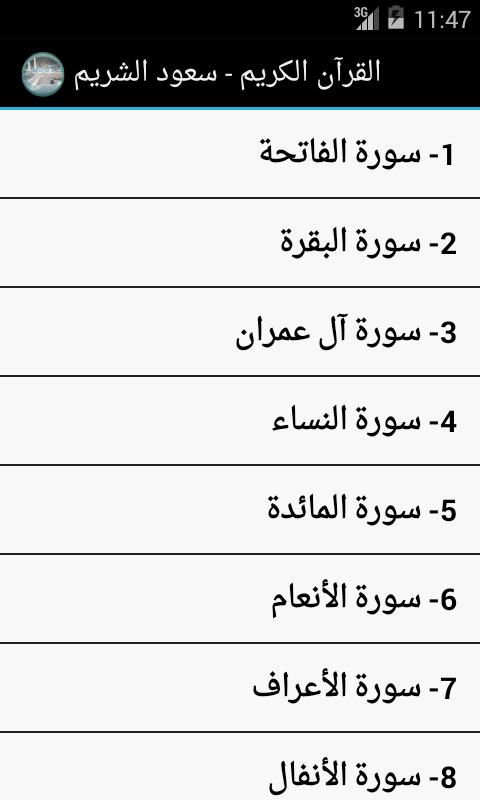 3G 11:47
القرآن الكريم - سعود الشريم
1- سورة الفاتحة
2- سورة البقرة
3- سورة آل عمران
4- سورة النساء
5- سورة المائدة
6- سورة الأنعام
7- سورة الأعراف
8- سورة الأنفال